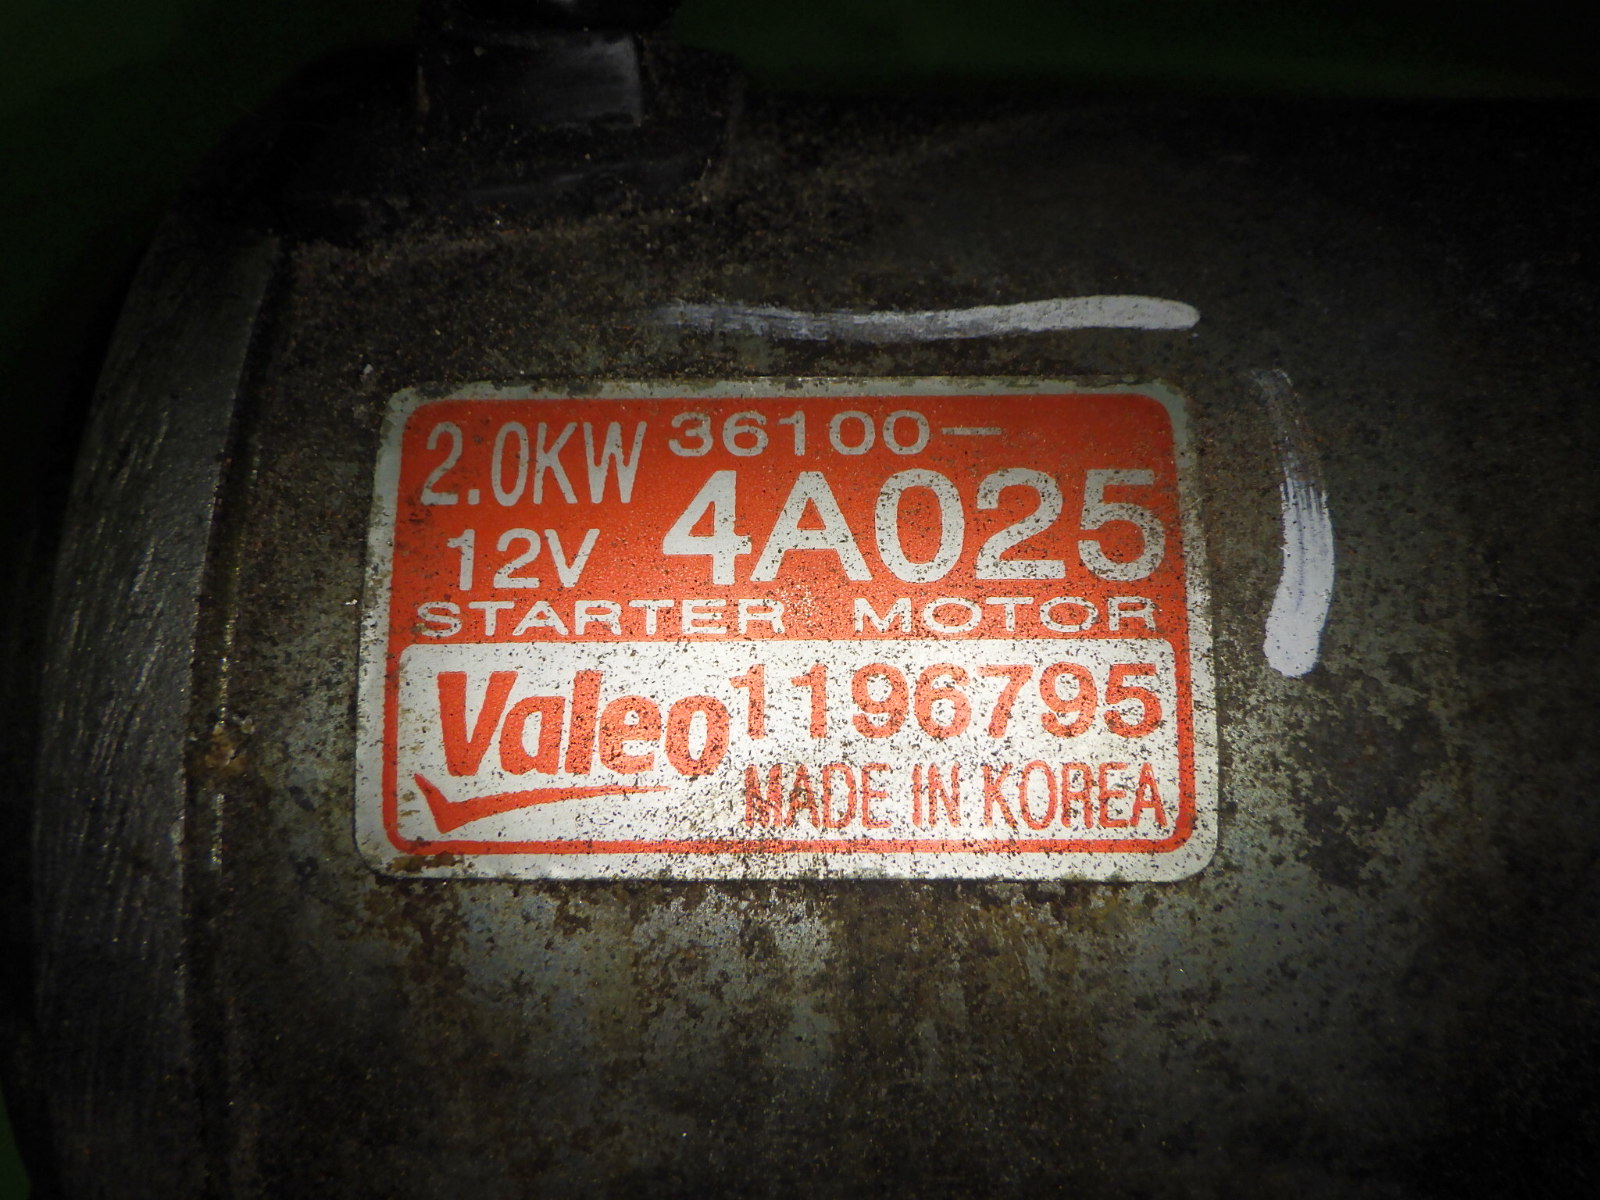 2.0KW 36100-
12V 4A025
STARTER MOTOR
Valeo 1196795
MADE IN KOREA